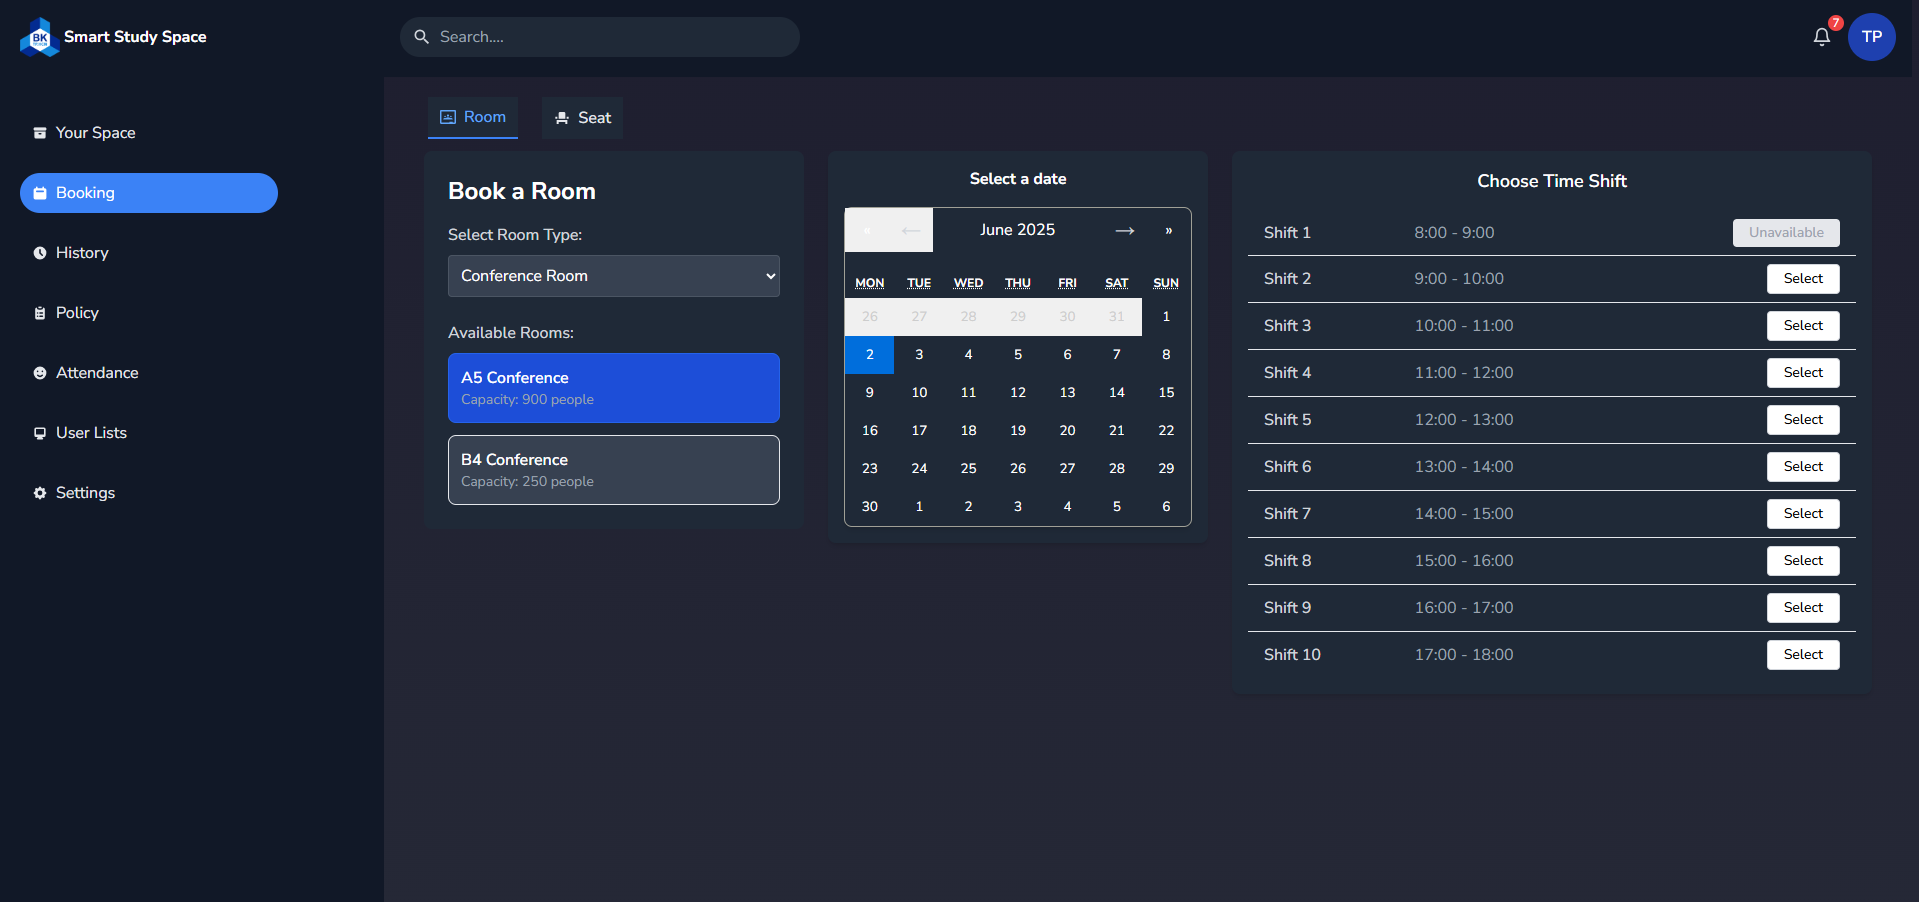 BK
Smart Study Space
Search....
7
TP
Your Space
Booking
History
Policy
Attendance
User Lists
Settings
Room
Seat
Book a Room
Select Room Type:
Conference Room
Available Rooms:
A5 Conference
Capacity: 900 people
B4 Conference
Capacity: 250 people
Select a date
« ← June 2025 → »
MON TUE WED THU FRI SAT SUN
26 27 28 29 30 31 1
2 3 4 5 6 7 8
9 10 11 12 13 14 15
16 17 18 19 20 21 22
23 24 25 26 27 28 29
30 1 2 3 4 5 6
Choose Time Shift
Shift 1 8:00 - 9:00 Unavailable
Shift 2 9:00 - 10:00 Select
Shift 3 10:00 - 11:00 Select
Shift 4 11:00 - 12:00 Select
Shift 5 12:00 - 13:00 Select
Shift 6 13:00 - 14:00 Select
Shift 7 14:00 - 15:00 Select
Shift 8 15:00 - 16:00 Select
Shift 9 16:00 - 17:00 Select
Shift 10 17:00 - 18:00 Select